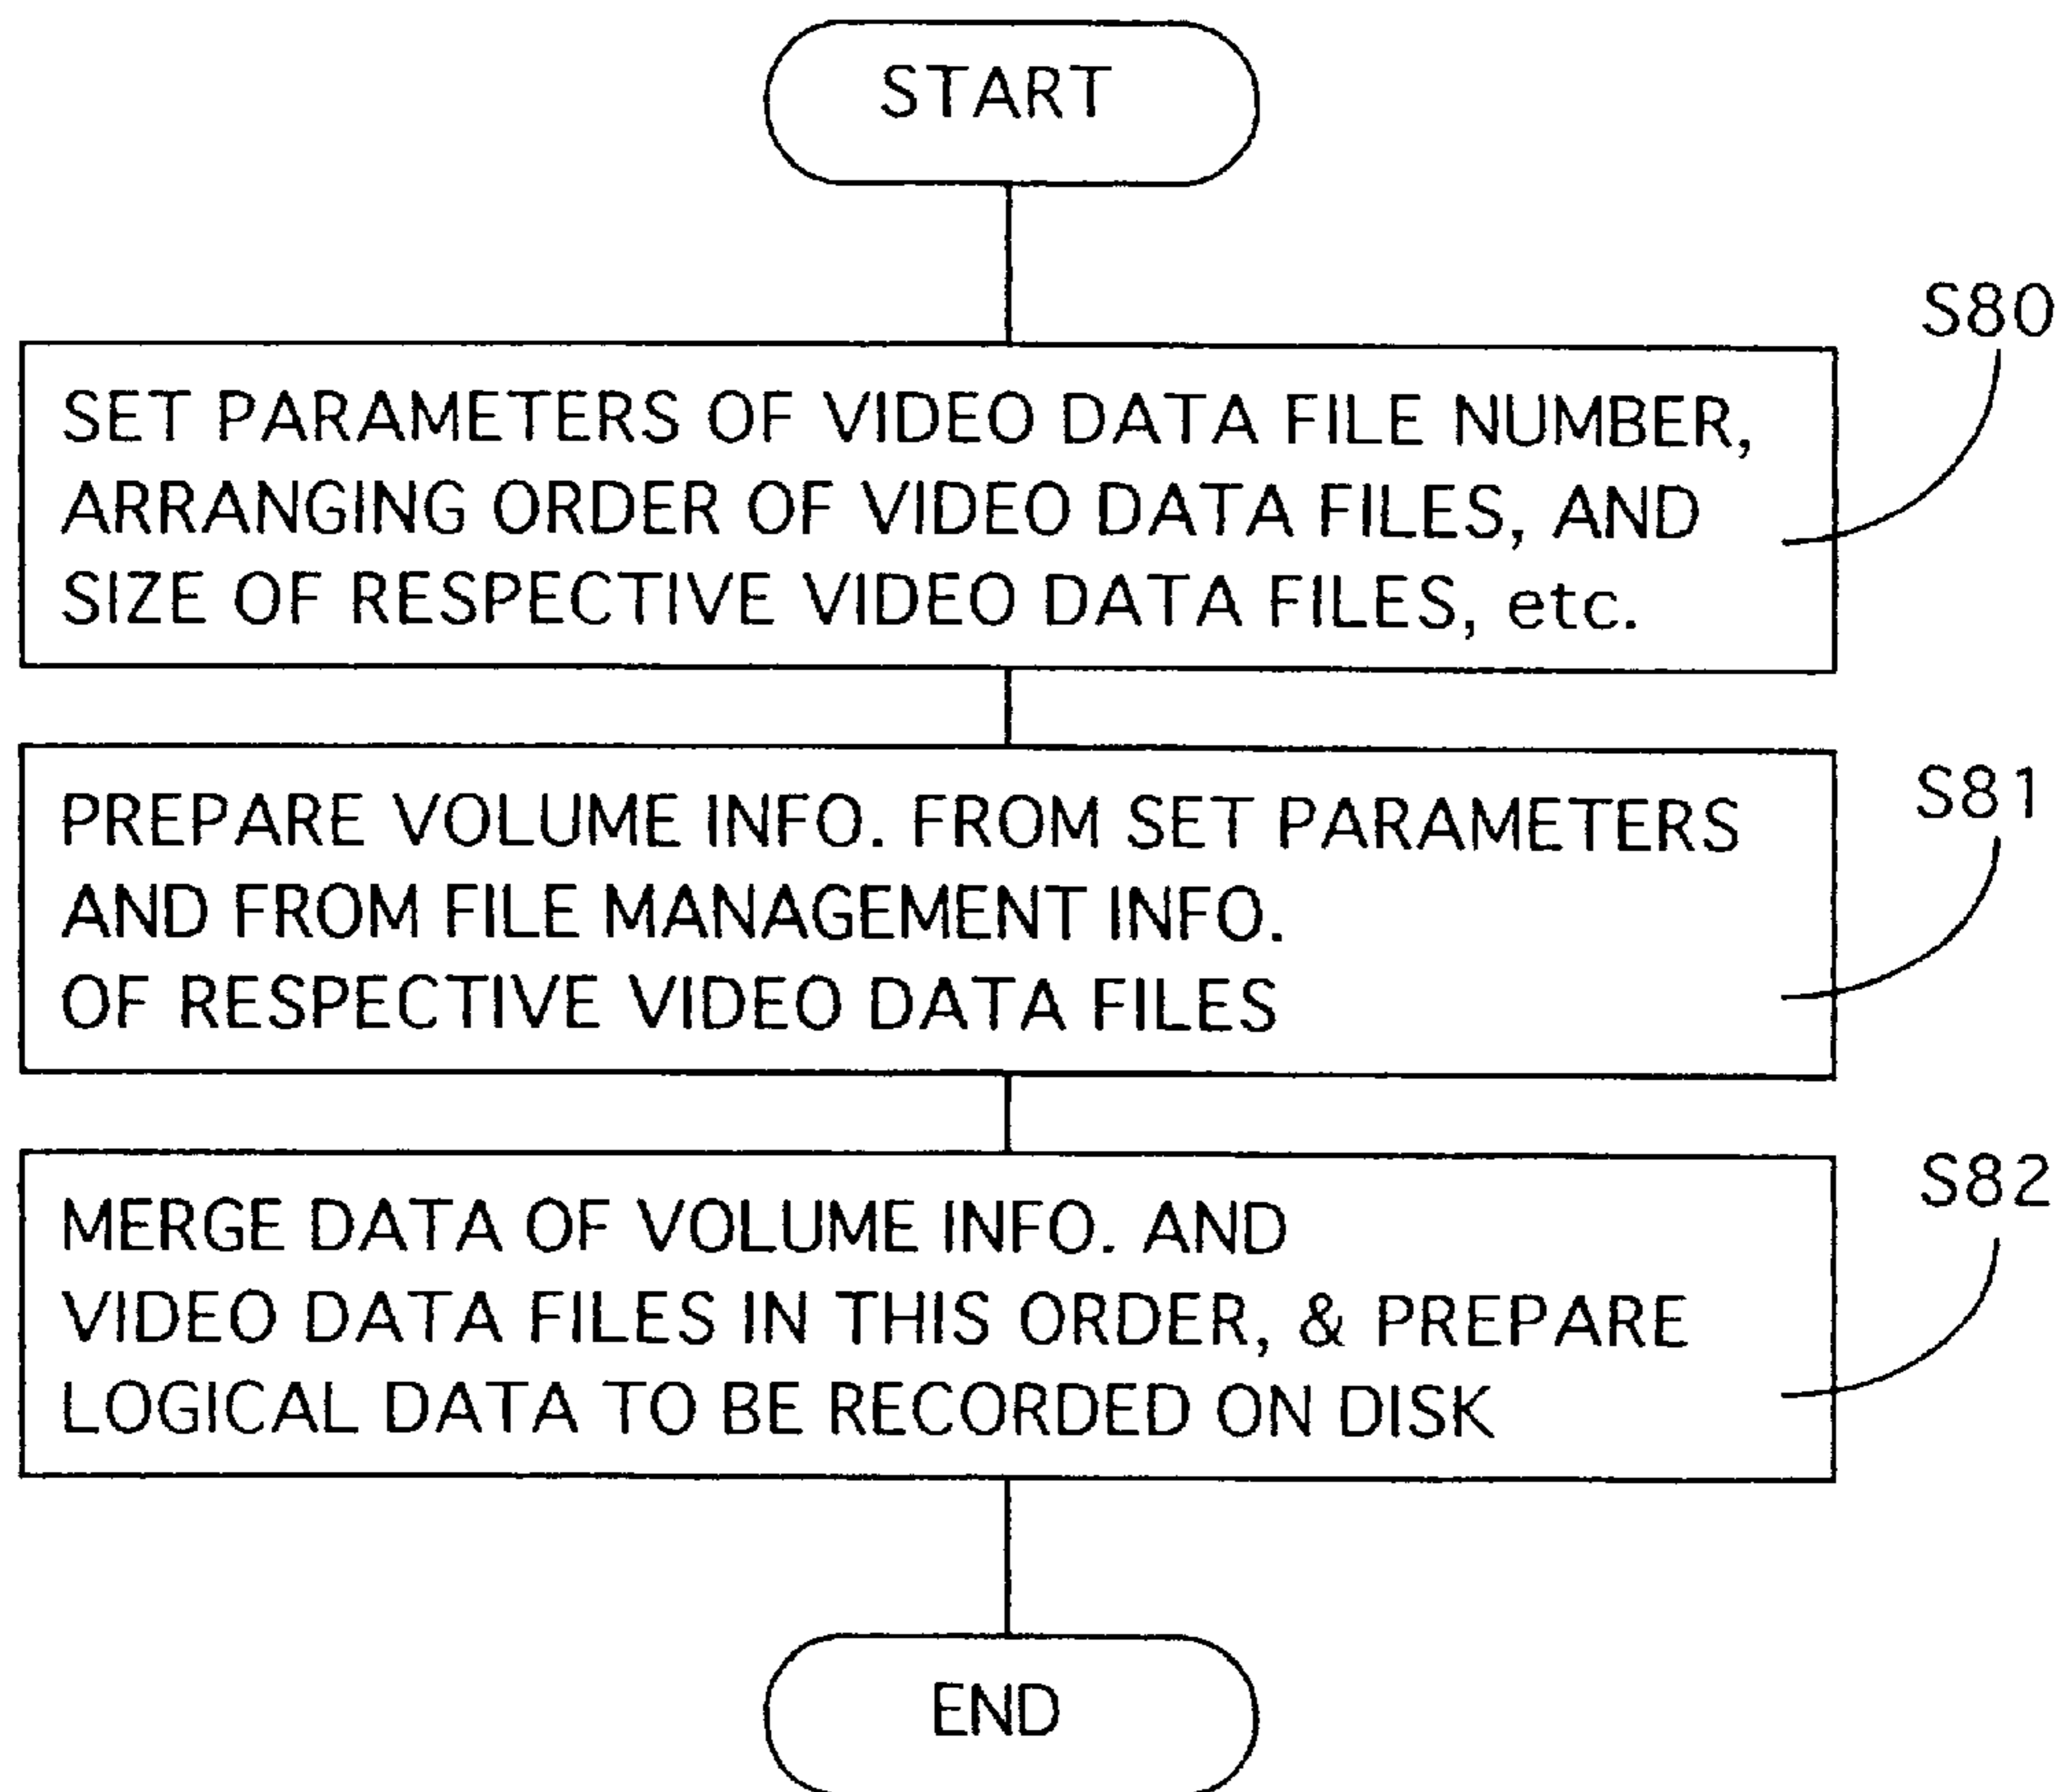 START
S80
SET PARAMETERS OF VIDEO DATA FILE NUMBER,
ARRANGING ORDER OF VIDEO DATA FILES, AND
SIZE OF RESPECTIVE VIDEO DATA FILES, etc.
S81
PREPARE VOLUME INFO. FROM SET PARAMETERS
AND FROM FILE MANAGEMENT INFO.
OF RESPECTIVE VIDEO DATA FILES
S82
MERGE DATA OF VOLUME INFO. AND
VIDEO DATA FILES IN THIS ORDER, & PREPARE
LOGICAL DATA TO BE RECORDED ON DISK
END